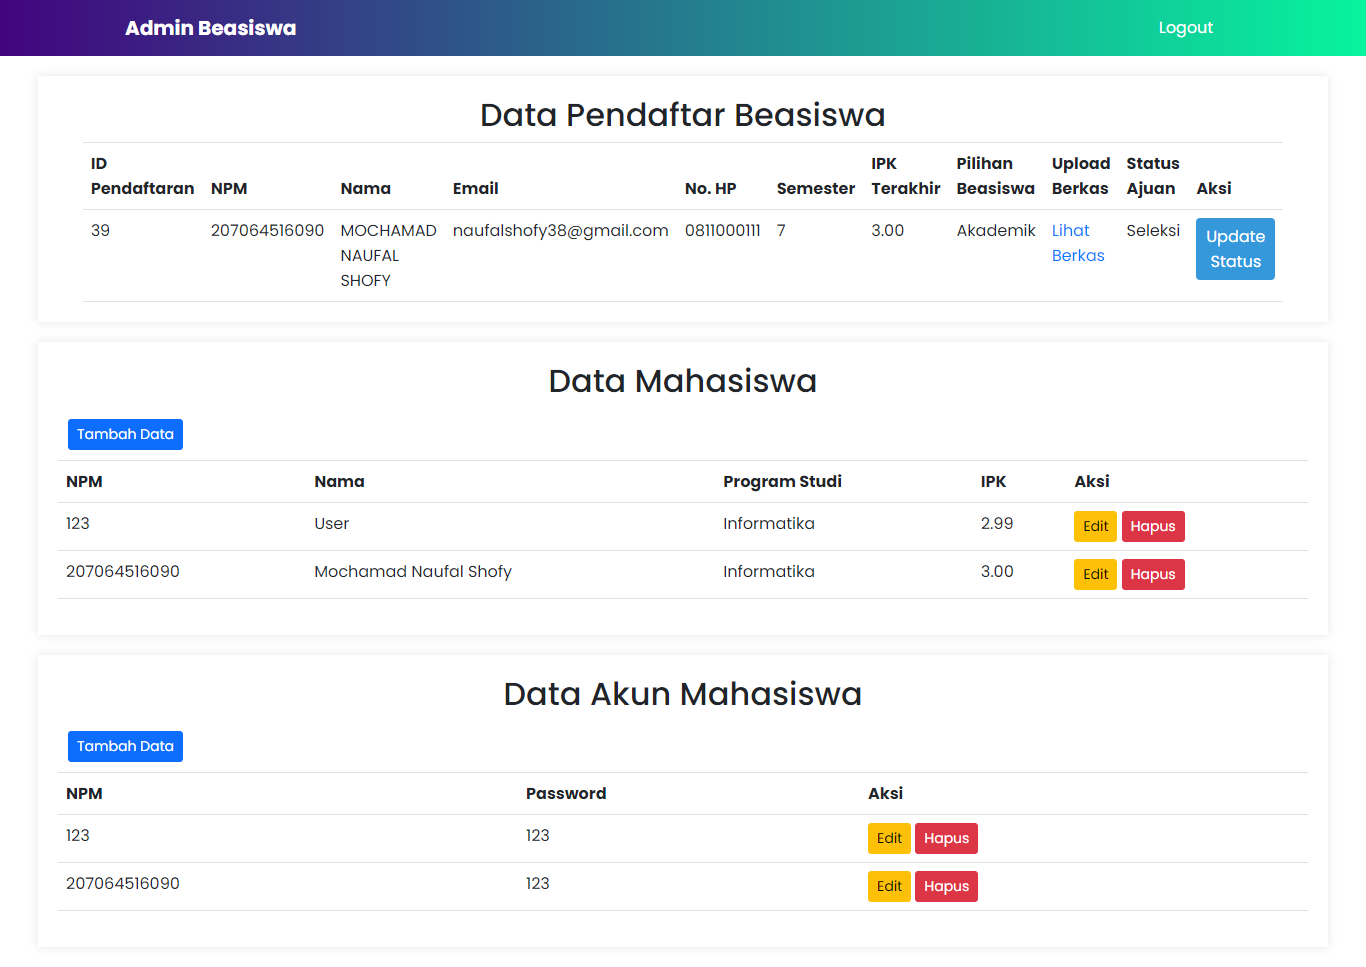 Admin Beasiswa Logout
Data Pendaftar Beasiswa
ID Pendaftaran NPM Nama Email No. HP Semester IPK Terakhir Pilihan Beasiswa Upload Berkas Status Ajuan Aksi
39 207064516090 MOCHAMAD NAUFAL SHOFY naufalshofy38@gmail.com 0811000111 7 3.00 Akademik Lihat Berkas Seleksi Update Status
Data Mahasiswa
Tambah Data
NPM Nama Program Studi IPK Aksi
123 User Informatika 2.99 Edit Hapus
207064516090 Mochamad Naufal Shofy Informatika 3.00 Edit Hapus
Data Akun Mahasiswa
Tambah Data
NPM Password Aksi
123 123 Edit Hapus
207064516090 123 Edit Hapus